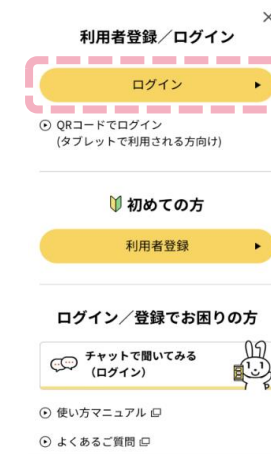 利用者登録/ログイン
ログイン
QRコードでログイン
(タブレットで利用される方向け)
初めての方
利用者登録
ログイン/登録でお困りの方
チャットで聞いてみる
(ログイン)
使い方マニュアル
よくあるご質問